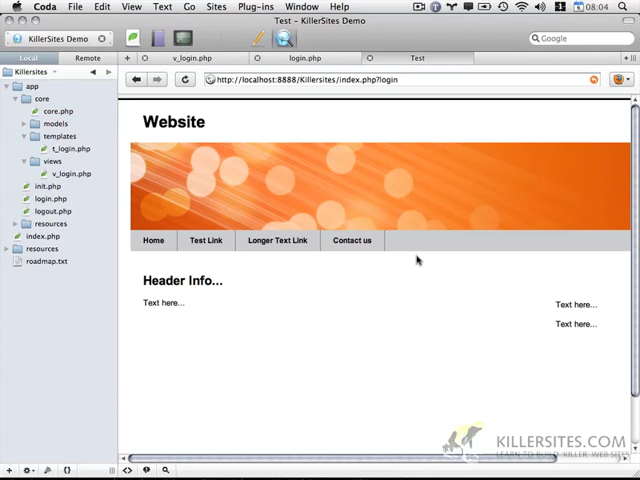 Coda File Edit View Text Go Sites Plug-ins Window Help 08:04
Test - KillerSites Demo
KillerSites Demo
Google
Local Remote
v_login.php login.php Test
Killersites
http://localhost:8888/Killersites/index.php?login
app
core
core.php
models
templates
t_login.php
views
v_login.php
init.php
login.php
logout.php
resources
index.php
resources
roadmap.txt
Website
Home Test Link Longer Text Link Contact us
Header Info...
Text here...
Text here...
Text here...
KILLERSITES.COM
LEARN TO BUILD KILLER WEB SITES